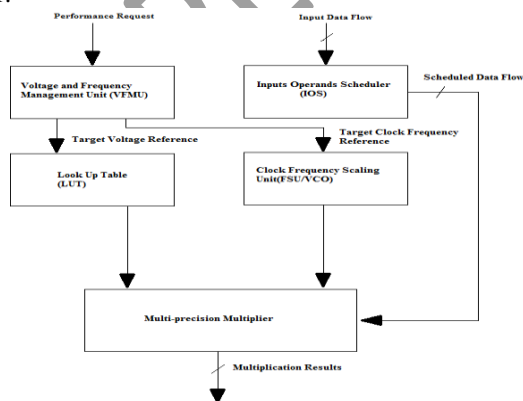 Performance Request
Input Data Flow
Voltage and Frequency
Management Unit (VFMU)
Inputs Operands Scheduler
(IOS)
Scheduled Data Flow
Target Voltage Reference
Target Clock Frequency
Reference
Look Up Table
(LUT)
Clock Frequency Scaling
Unit(FSU/VCO)
Multi-precision Multiplier
Multiplication Results